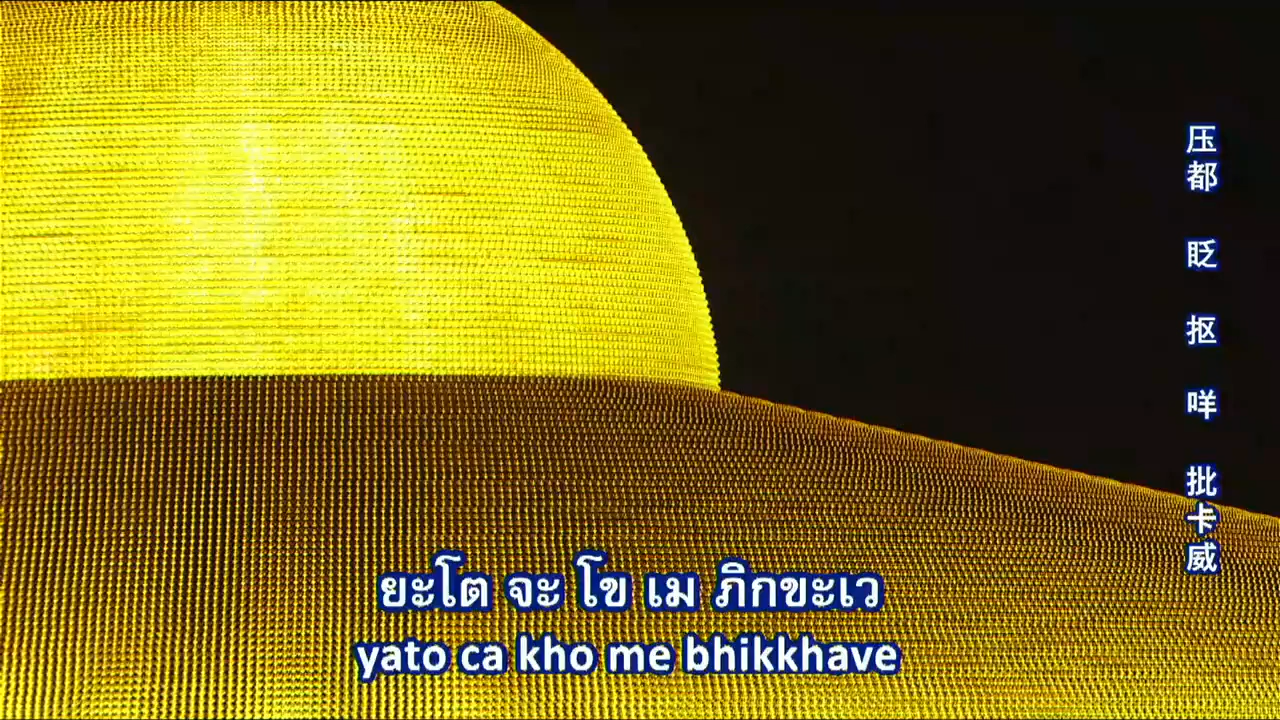 压都 眨 抠 咩 批卡威
ยะโต จะ โข เม ภิกขะเว
yato ca kho me bhikkhave